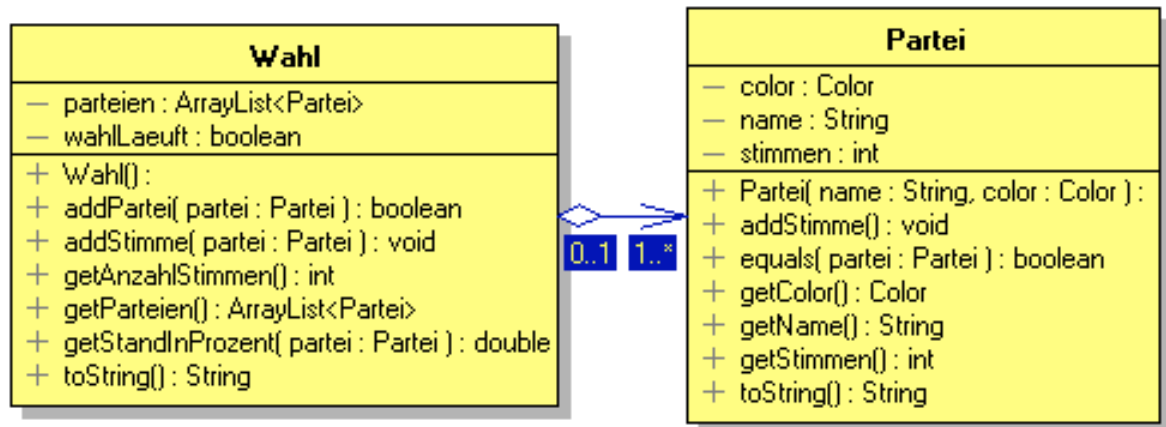 Wahl
— parteien : ArrayList<Partei>
— wahlLaeuft : boolean
+ Wahl() :
+ addPartei( partei : Partei ) : boolean
+ addStimme( partei : Partei ) : void
+ getAnzahlStimmen() : int
+ getParteien() : ArrayList<Partei>
+ getStandInProzent( partei : Partei ) : double
+ toString() : String
0..1
1..*
Partei
— color : Color
— name : String
— stimmen : int
+ Partei( name : String, color : Color ) :
+ addStimme() : void
+ equals( partei : Partei ) : boolean
+ getColor() : Color
+ getName() : String
+ getStimmen() : int
+ toString() : String